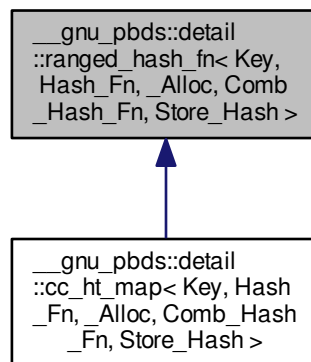 __gnu_pbds::detail
::ranged_hash_fn< Key,
Hash_Fn, _Alloc, Comb
_Hash_Fn, Store_Hash >
__gnu_pbds::detail
::cc_ht_map< Key, Hash
_Fn, _Alloc, Comb_Hash
_Fn, Store_Hash >